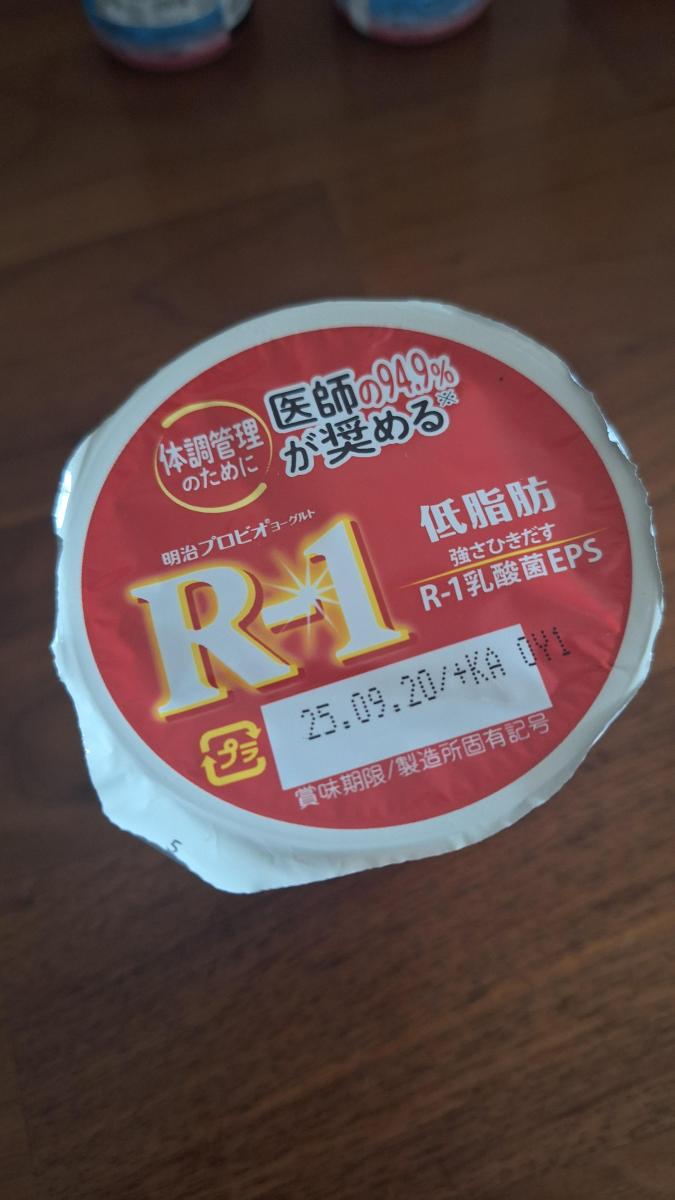 医師の94.9%
が奨める※
体調管理
のために
明治プロビオヨーグルト
R-1
低脂肪
強さひきだす
R-1乳酸菌EPS
25.09.20/+KA OY1
プラ
賞味期限/製造所固有記号
5